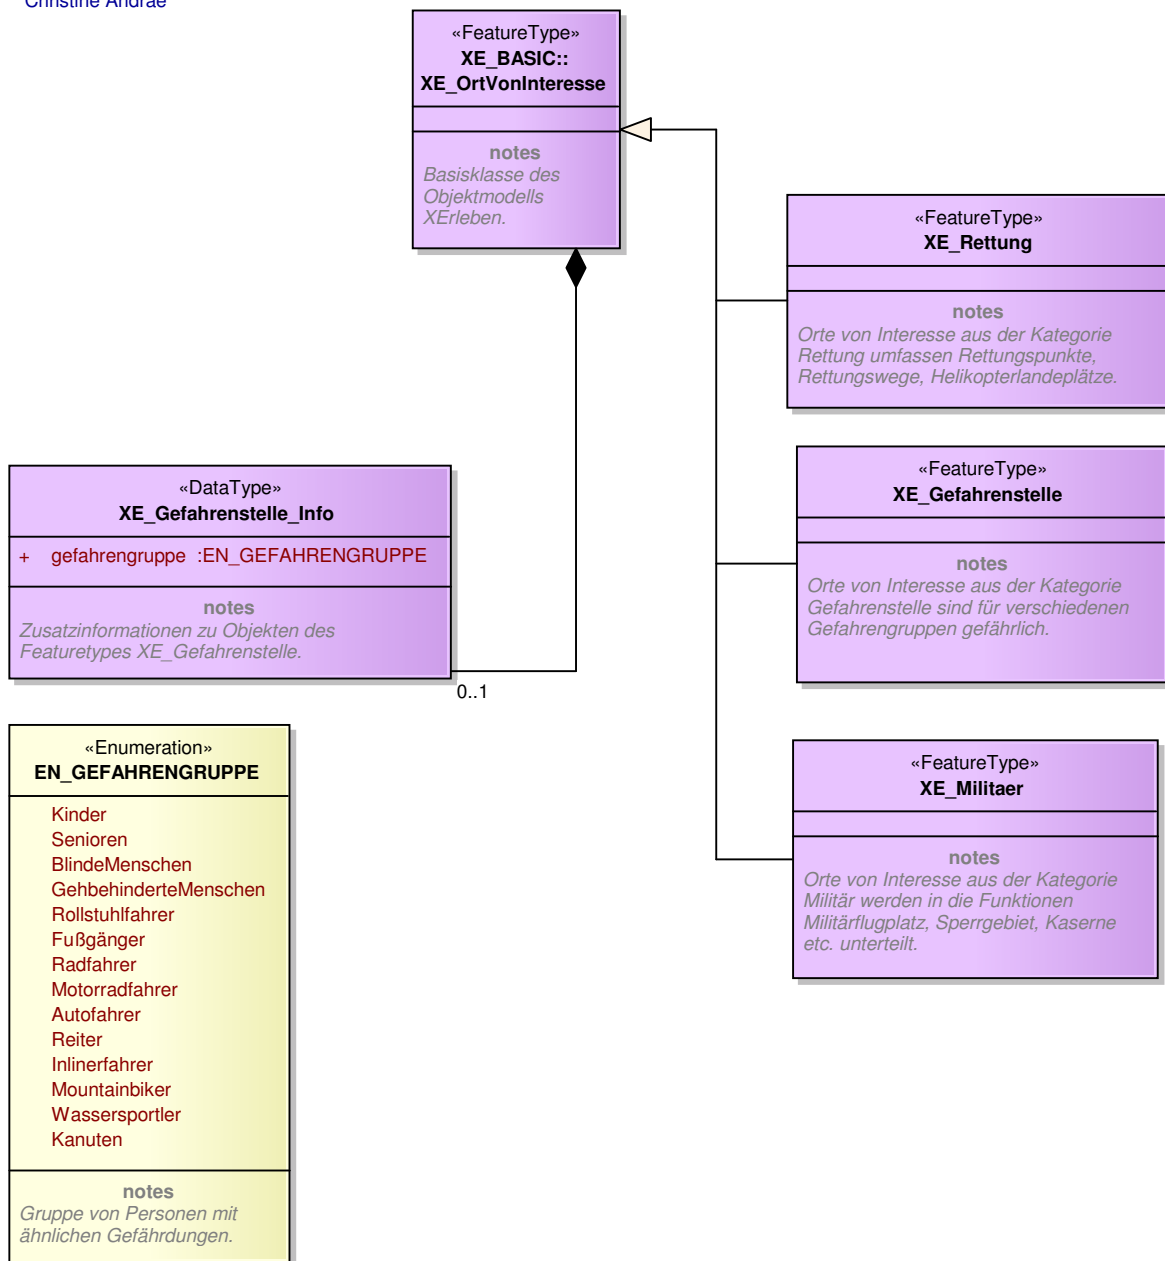 Christine Andrae
«FeatureType»
XE_BASIC::
XE_OrtVonInteresse
notes
Basisklasse des
Objektmodells
XErleben.
«FeatureType»
XE_Rettung
notes
Orte von Interesse aus der Kategorie
Rettung umfassen Rettungspunkte,
Rettungswege, Helikopterlandeplätze.
«FeatureType»
XE_Gefahrenstelle
notes
Orte von Interesse aus der Kategorie
Gefahrenstelle sind für verschiedenen
Gefahrengruppen gefährlich.
«DataType»
XE_Gefahrenstelle_Info
+ gefahrengruppe :EN_GEFAHRENGRUPPE
notes
Zusatzinformationen zu Objekten des
Featuretypes XE_Gefahrenstelle.
0..1
«Enumeration»
EN_GEFAHRENGRUPPE
Kinder
Senioren
BlindeMenschen
GehbehinderteMenschen
Rollstuhlfahrer
Fußgänger
Radfahrer
Motorradfahrer
Autofahrer
Reiter
Inlinerfahrer
Mountainbiker
Wassersportler
Kanuten
notes
Gruppe von Personen mit
ähnlichen Gefährdungen.
«FeatureType»
XE_Militaer
notes
Orte von Interesse aus der Kategorie
Militär werden in die Funktionen
Militärflugplatz, Sperrgebiet, Kaserne
etc. unterteilt.